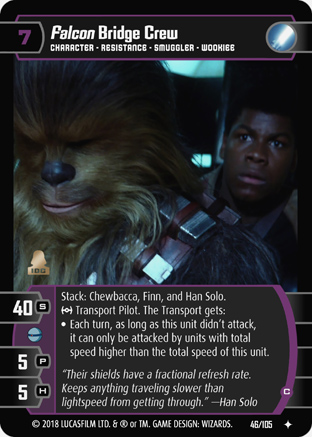 7
Falcon Bridge Crew
CHARACTER • RESISTANCE • SMUGGLER • WOOKIEE
40 S
5 P
5 H
Stack: Chewbacca, Finn, and Han Solo.
Transport Pilot. The Transport gets:
• Each turn, as long as this unit didn’t attack,
it can only be attacked by units with total
speed higher than the total speed of this unit.
“Their shields have a fractional refresh rate.
Keeps anything traveling slower than
lightspeed from getting through.” —Han Solo
C
© 2018 LUCASFILM LTD. & ® or TM. GAME DESIGN: WIZARDS.
46/105